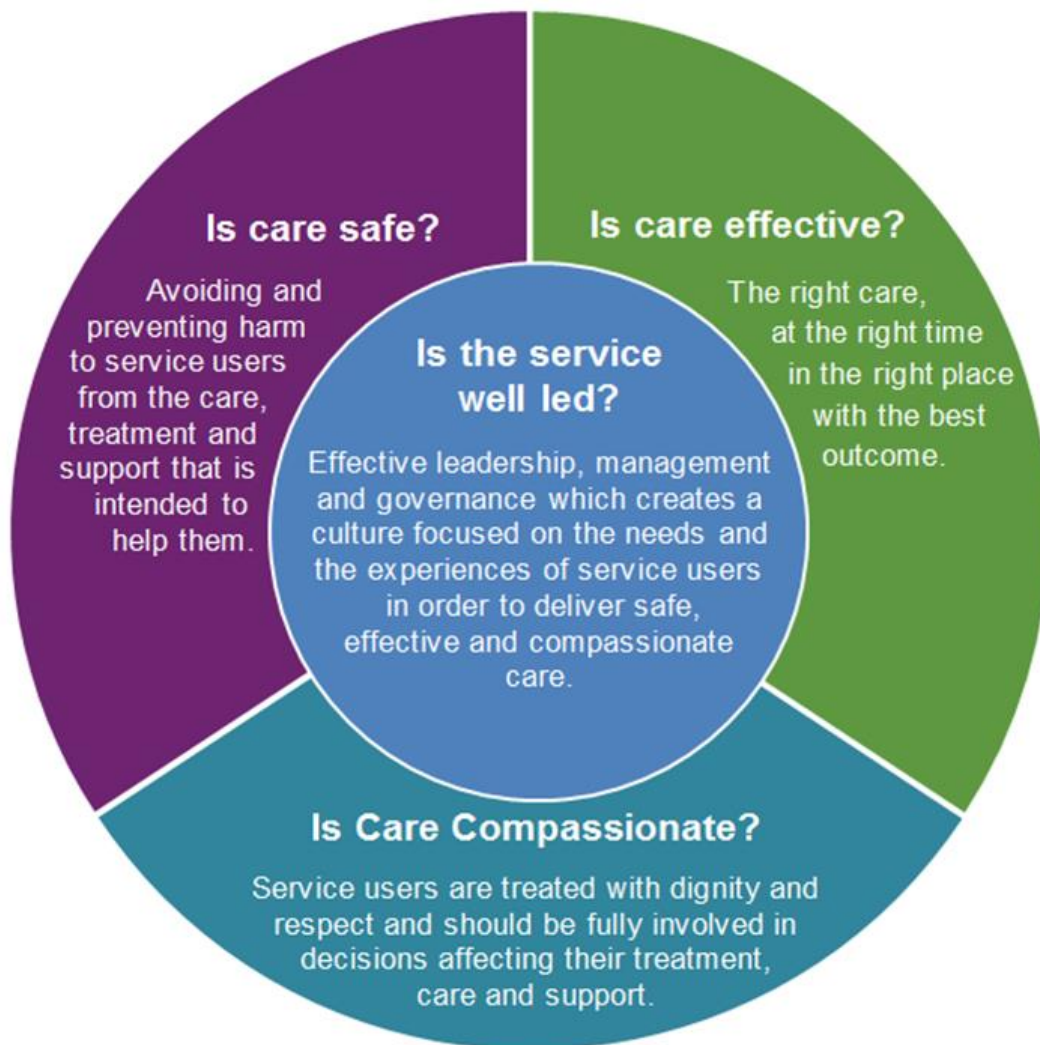 Is care safe?
Avoiding and
preventing harm
to service users
from the care,
treatment and
support that is
intended to
help them.
Is care effective?
The right care,
at the right time
in the right place
with the best
outcome.
Is the service
well led?
Effective leadership, management
and governance which creates a
culture focused on the needs and
the experiences of service users
in order to deliver safe,
effective and compassionate
care.
Is Care Compassionate?
Service users are treated with dignity and
respect and should be fully involved in
decisions affecting their treatment,
care and support.